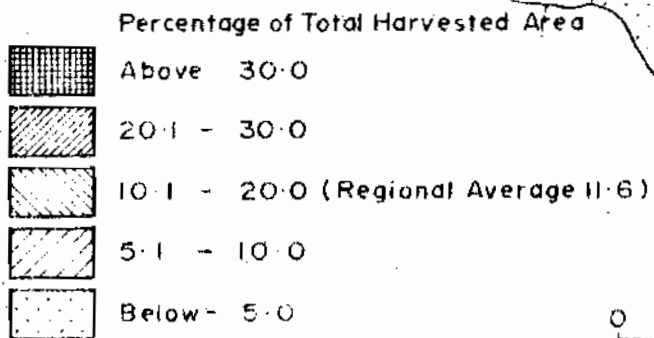 Percentage of Total Harvested Area
Above 30·0
20·1 - 30·0
10·1 - 20·0 (Regional Average 11·6)
5·1 - 10·0
Below - 5·0
0